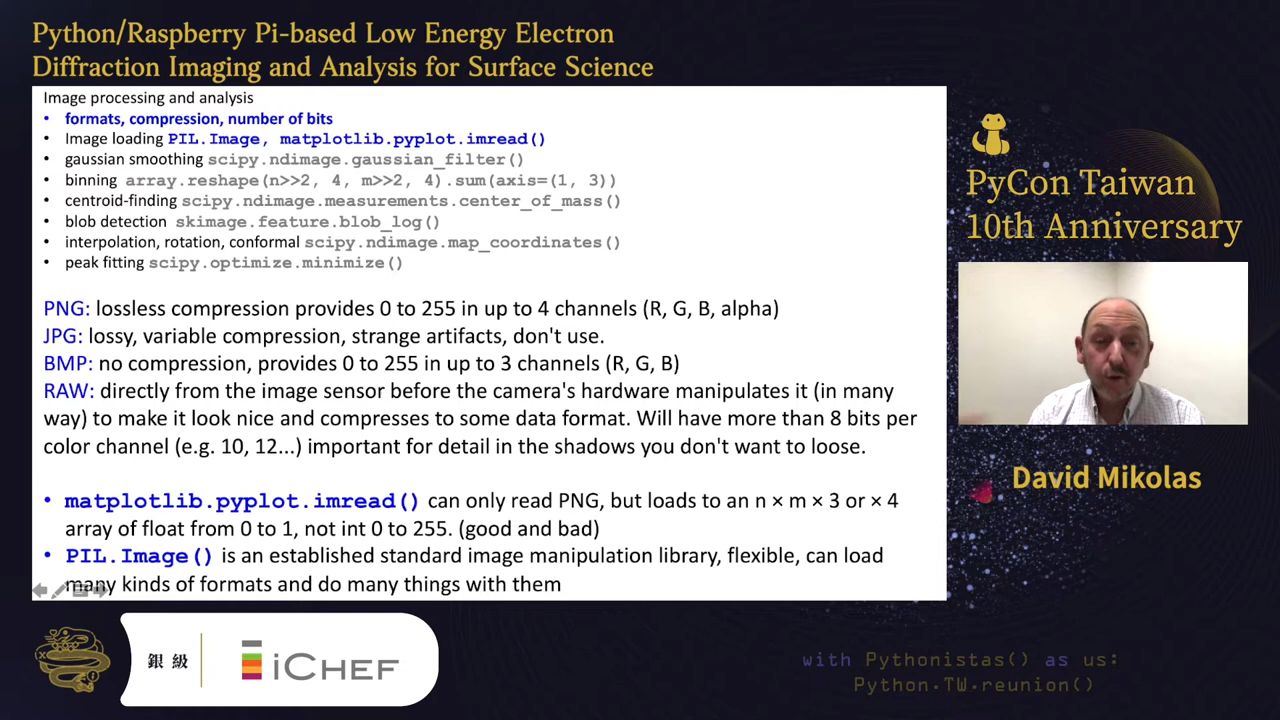 Python/Raspberry Pi-based Low Energy Electron
Diffraction Imaging and Analysis for Surface Science
Image processing and analysis
• formats, compression, number of bits
• Image loading PIL.Image, matplotlib.pyplot.imread()
• gaussian smoothing scipy.ndimage.gaussian_filter()
• binning array.reshape(n>>2, 4, m>>2, 4).sum(axis=(1, 3))
• centroid-finding scipy.ndimage.measurements.center_of_mass()
• blob detection skimage.feature.blob_log()
• interpolation, rotation, conformal scipy.ndimage.map_coordinates()
• peak fitting scipy.optimize.minimize()
PNG: lossless compression provides 0 to 255 in up to 4 channels (R, G, B, alpha)
JPG: lossy, variable compression, strange artifacts, don't use.
BMP: no compression, provides 0 to 255 in up to 3 channels (R, G, B)
RAW: directly from the image sensor before the camera's hardware manipulates it (in many
way) to make it look nice and compresses to some data format. Will have more than 8 bits per
color channel (e.g. 10, 12...) important for detail in the shadows you don't want to loose.
• matplotlib.pyplot.imread() can only read PNG, but loads to an n × m × 3 or × 4
array of float from 0 to 1, not int 0 to 255. (good and bad)
• PIL.Image() is an established standard image manipulation library, flexible, can load
many kinds of formats and do many things with them
PyCon Taiwan
10th Anniversary
David Mikolas
銀級
iCHEF
with Pythonistas() as us:
Python.TW.reunion()